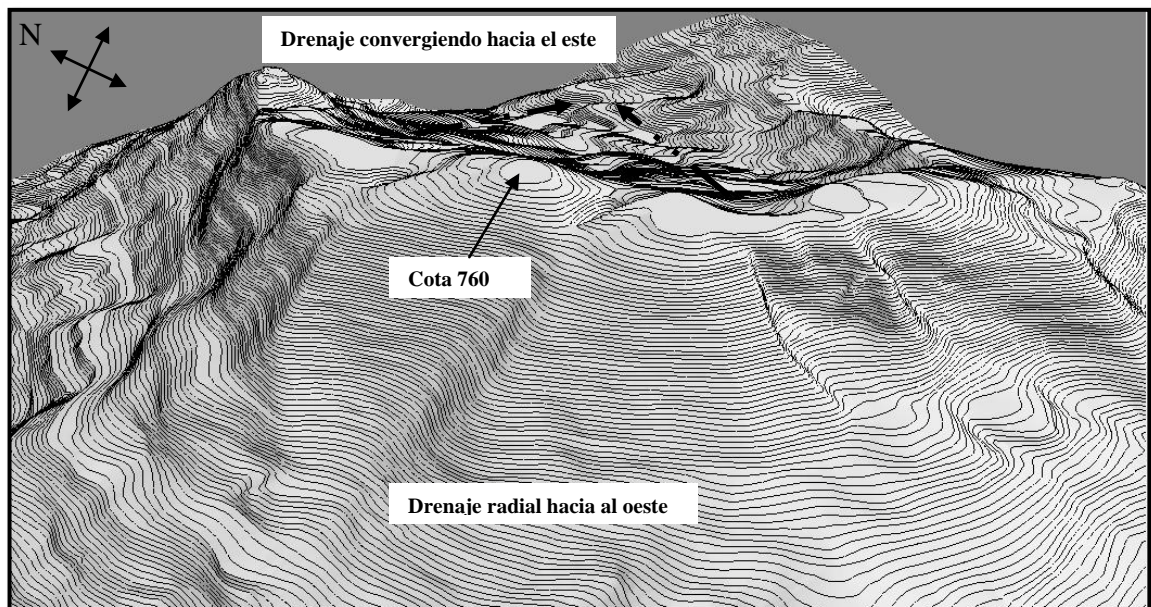 N
Drenaje convergiendo hacia el este
Cota 760
Drenaje radial hacia al oeste